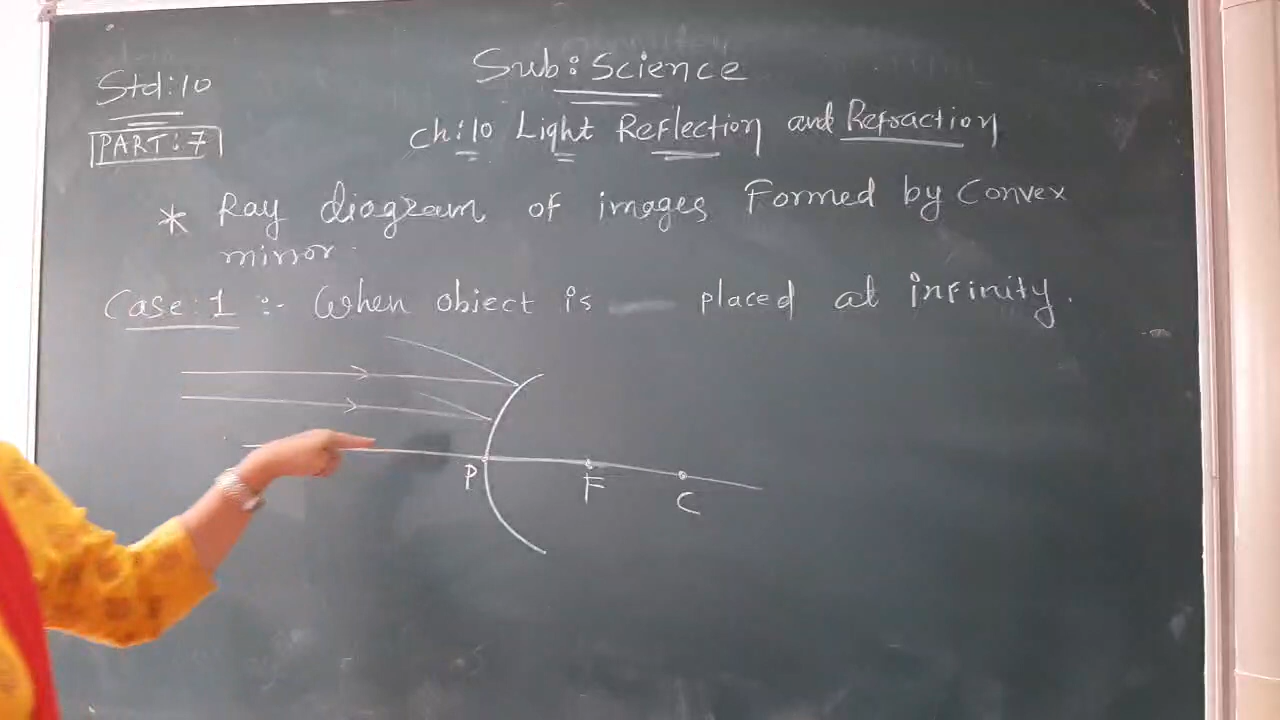 Sub: Science
Std: 10
PART: 7
ch: 10 Light Reflection and Refraction
* Ray diagram of images Formed by Convex
mirror.
Case: 1 :- When object is placed at infinity.
P
F
C